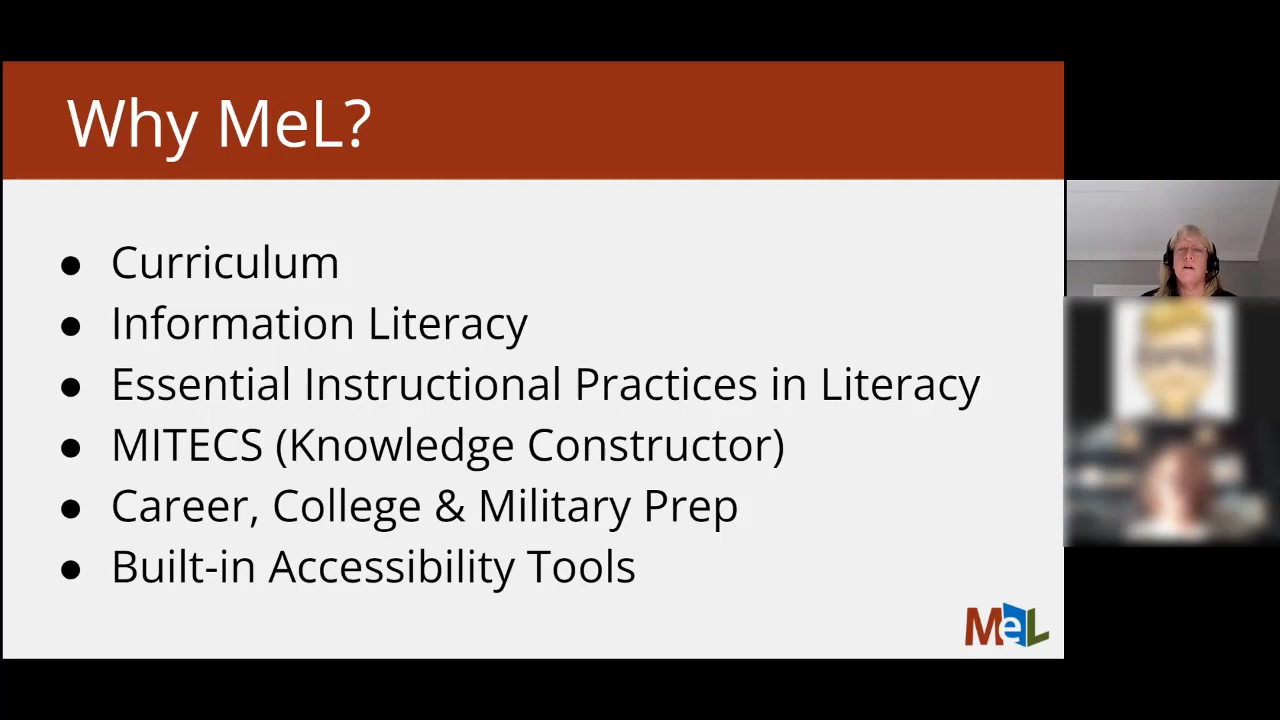 Why MeL?
● Curriculum
● Information Literacy
● Essential Instructional Practices in Literacy
● MITECS (Knowledge Constructor)
● Career, College & Military Prep
● Built-in Accessibility Tools
MeL